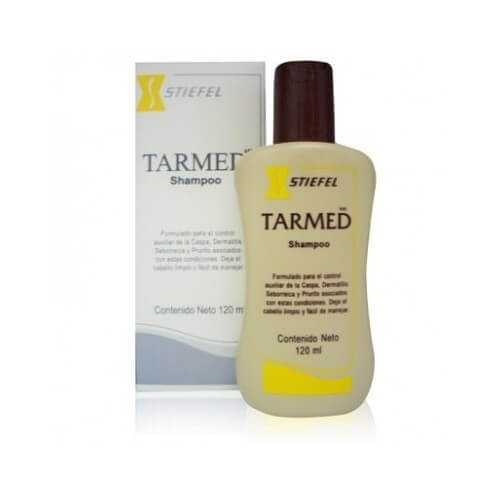 STIEFEL
TARMED
Shampoo
Formulado para el control
auxiliar de la Caspa, Dermatitis
Seborreica y Prurito asociados
con estas condiciones. Deja el
cabello limpio y fácil de manejar
Contenido Neto 120 ml
STIEFEL
TARMED
Shampoo
Formulado para el control
auxiliar de la Caspa, Dermatitis
Seborreica y Prurito asociados
con estas condiciones. Deja el
cabello limpio y fácil de manejar
Contenido Neto
120 ml